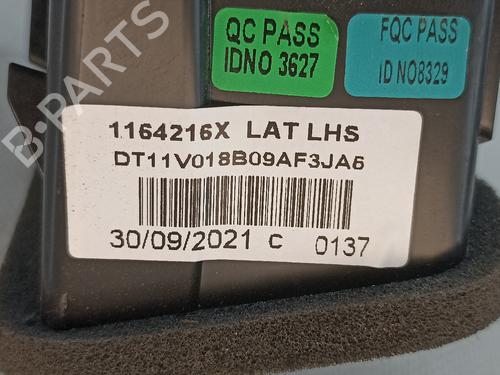 QC PASS
IDNO 3627
FQC PASS
ID NO8329
1164216X LAT LHS
DT11V018B09AF3JA6
30/09/2021 C 0137
B-PARTS